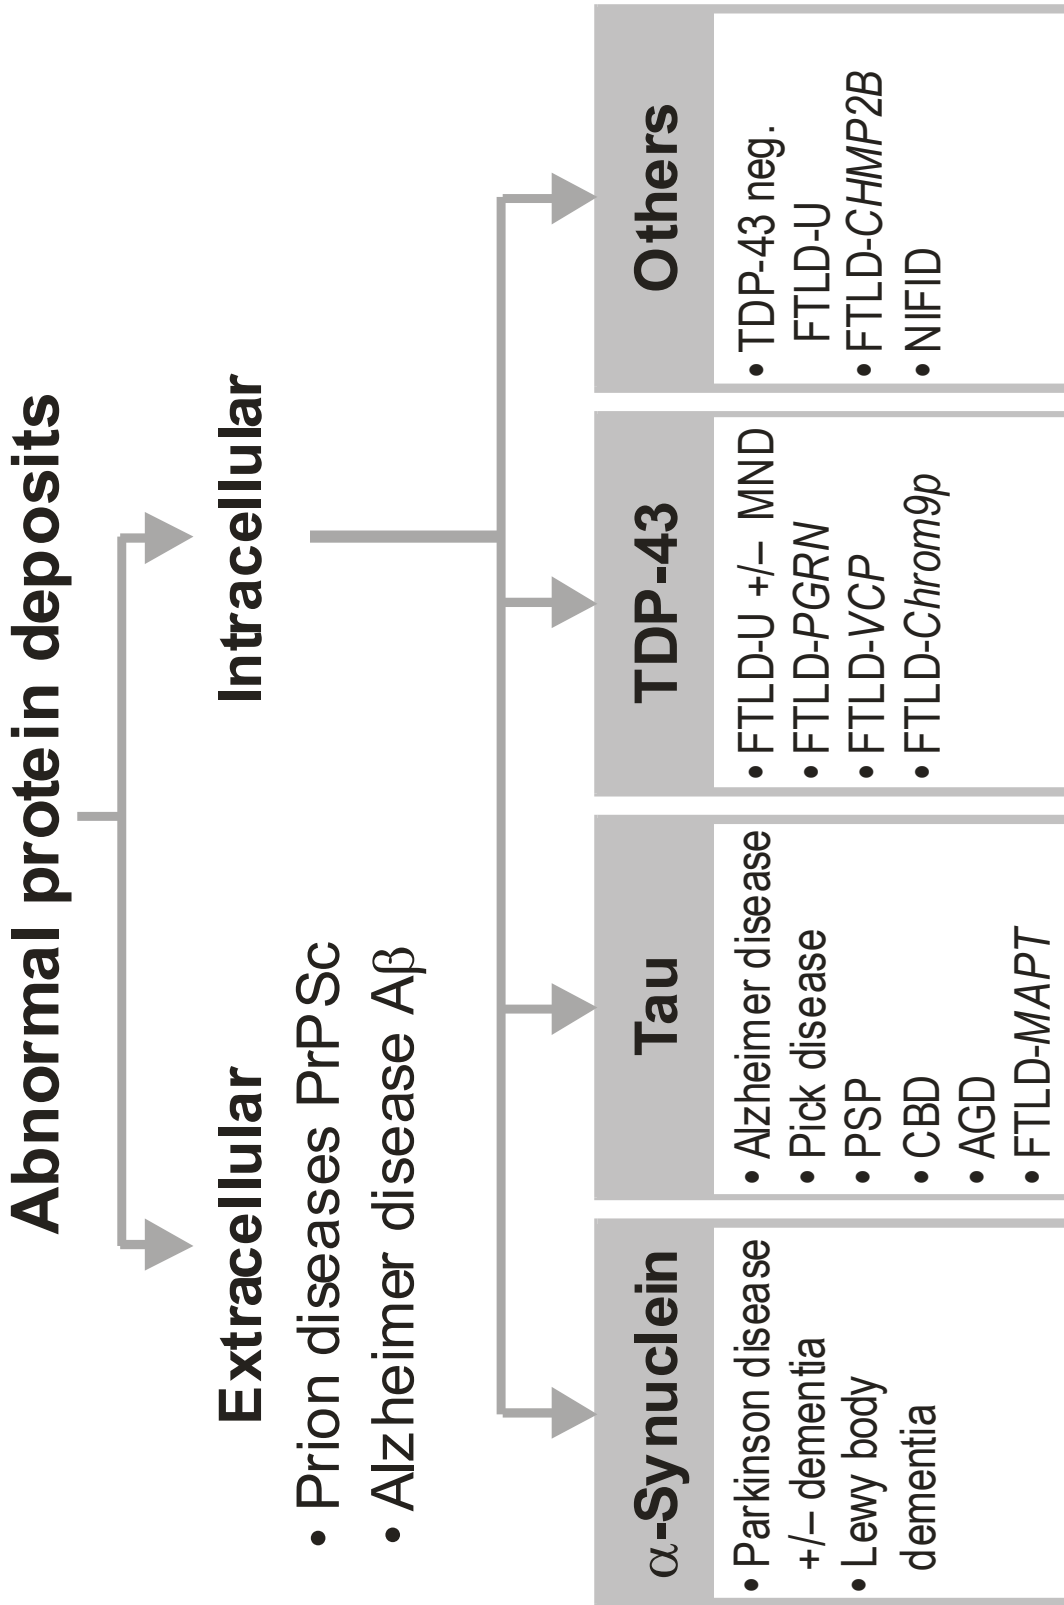 Abnormal protein deposits
Extracellular
• Prion diseases PrPSc
• Alzheimer disease Aβ
Intracellular
α-Synuclein
• Parkinson disease
+/– dementia
• Lewy body
dementia
Tau
• Alzheimer disease
• Pick disease
• PSP
• CBD
• AGD
• FTLD-MAPT
TDP-43
• FTLD-U +/– MND
• FTLD-PGRN
• FTLD-VCP
• FTLD-Chrom9p
Others
• TDP-43 neg.
FTLD-U
• FTLD-CHMP2B
• NIFID